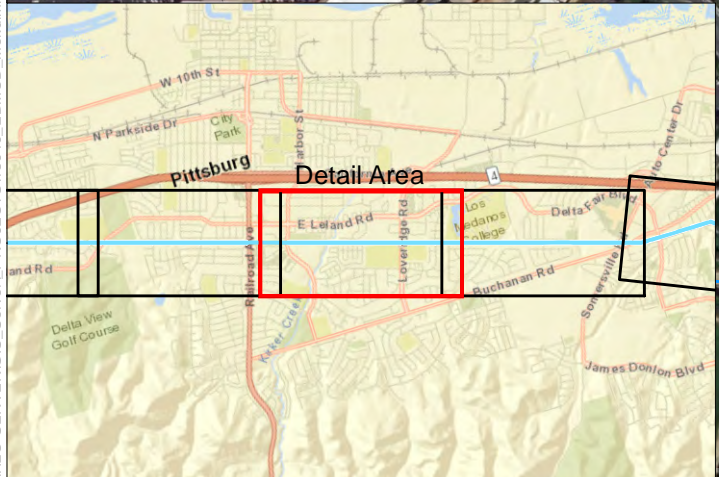 W 10th St
N Parkside Dr
City
Park
Harbor St
Auto Center Dr
Pittsburg
Detail Area
4
E Leland Rd
Los
Medanos
College
Delta Fair Blvd
Loveridge Rd
Railroad Ave
land Rd
Buchanan Rd
Somersville
Delta View
Golf Course
Kirker Creek
James Donlon Blvd